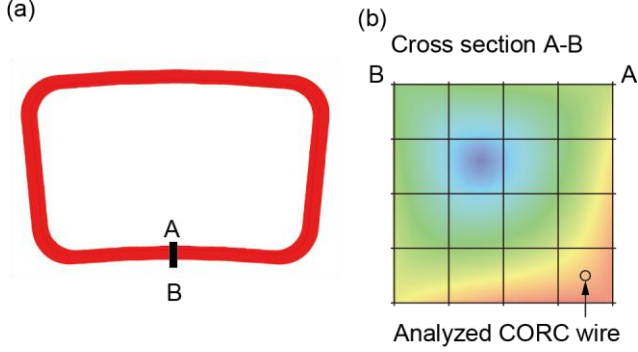 (a)
A
B
(b)
Cross section A-B
B
A
Analyzed CORC wire